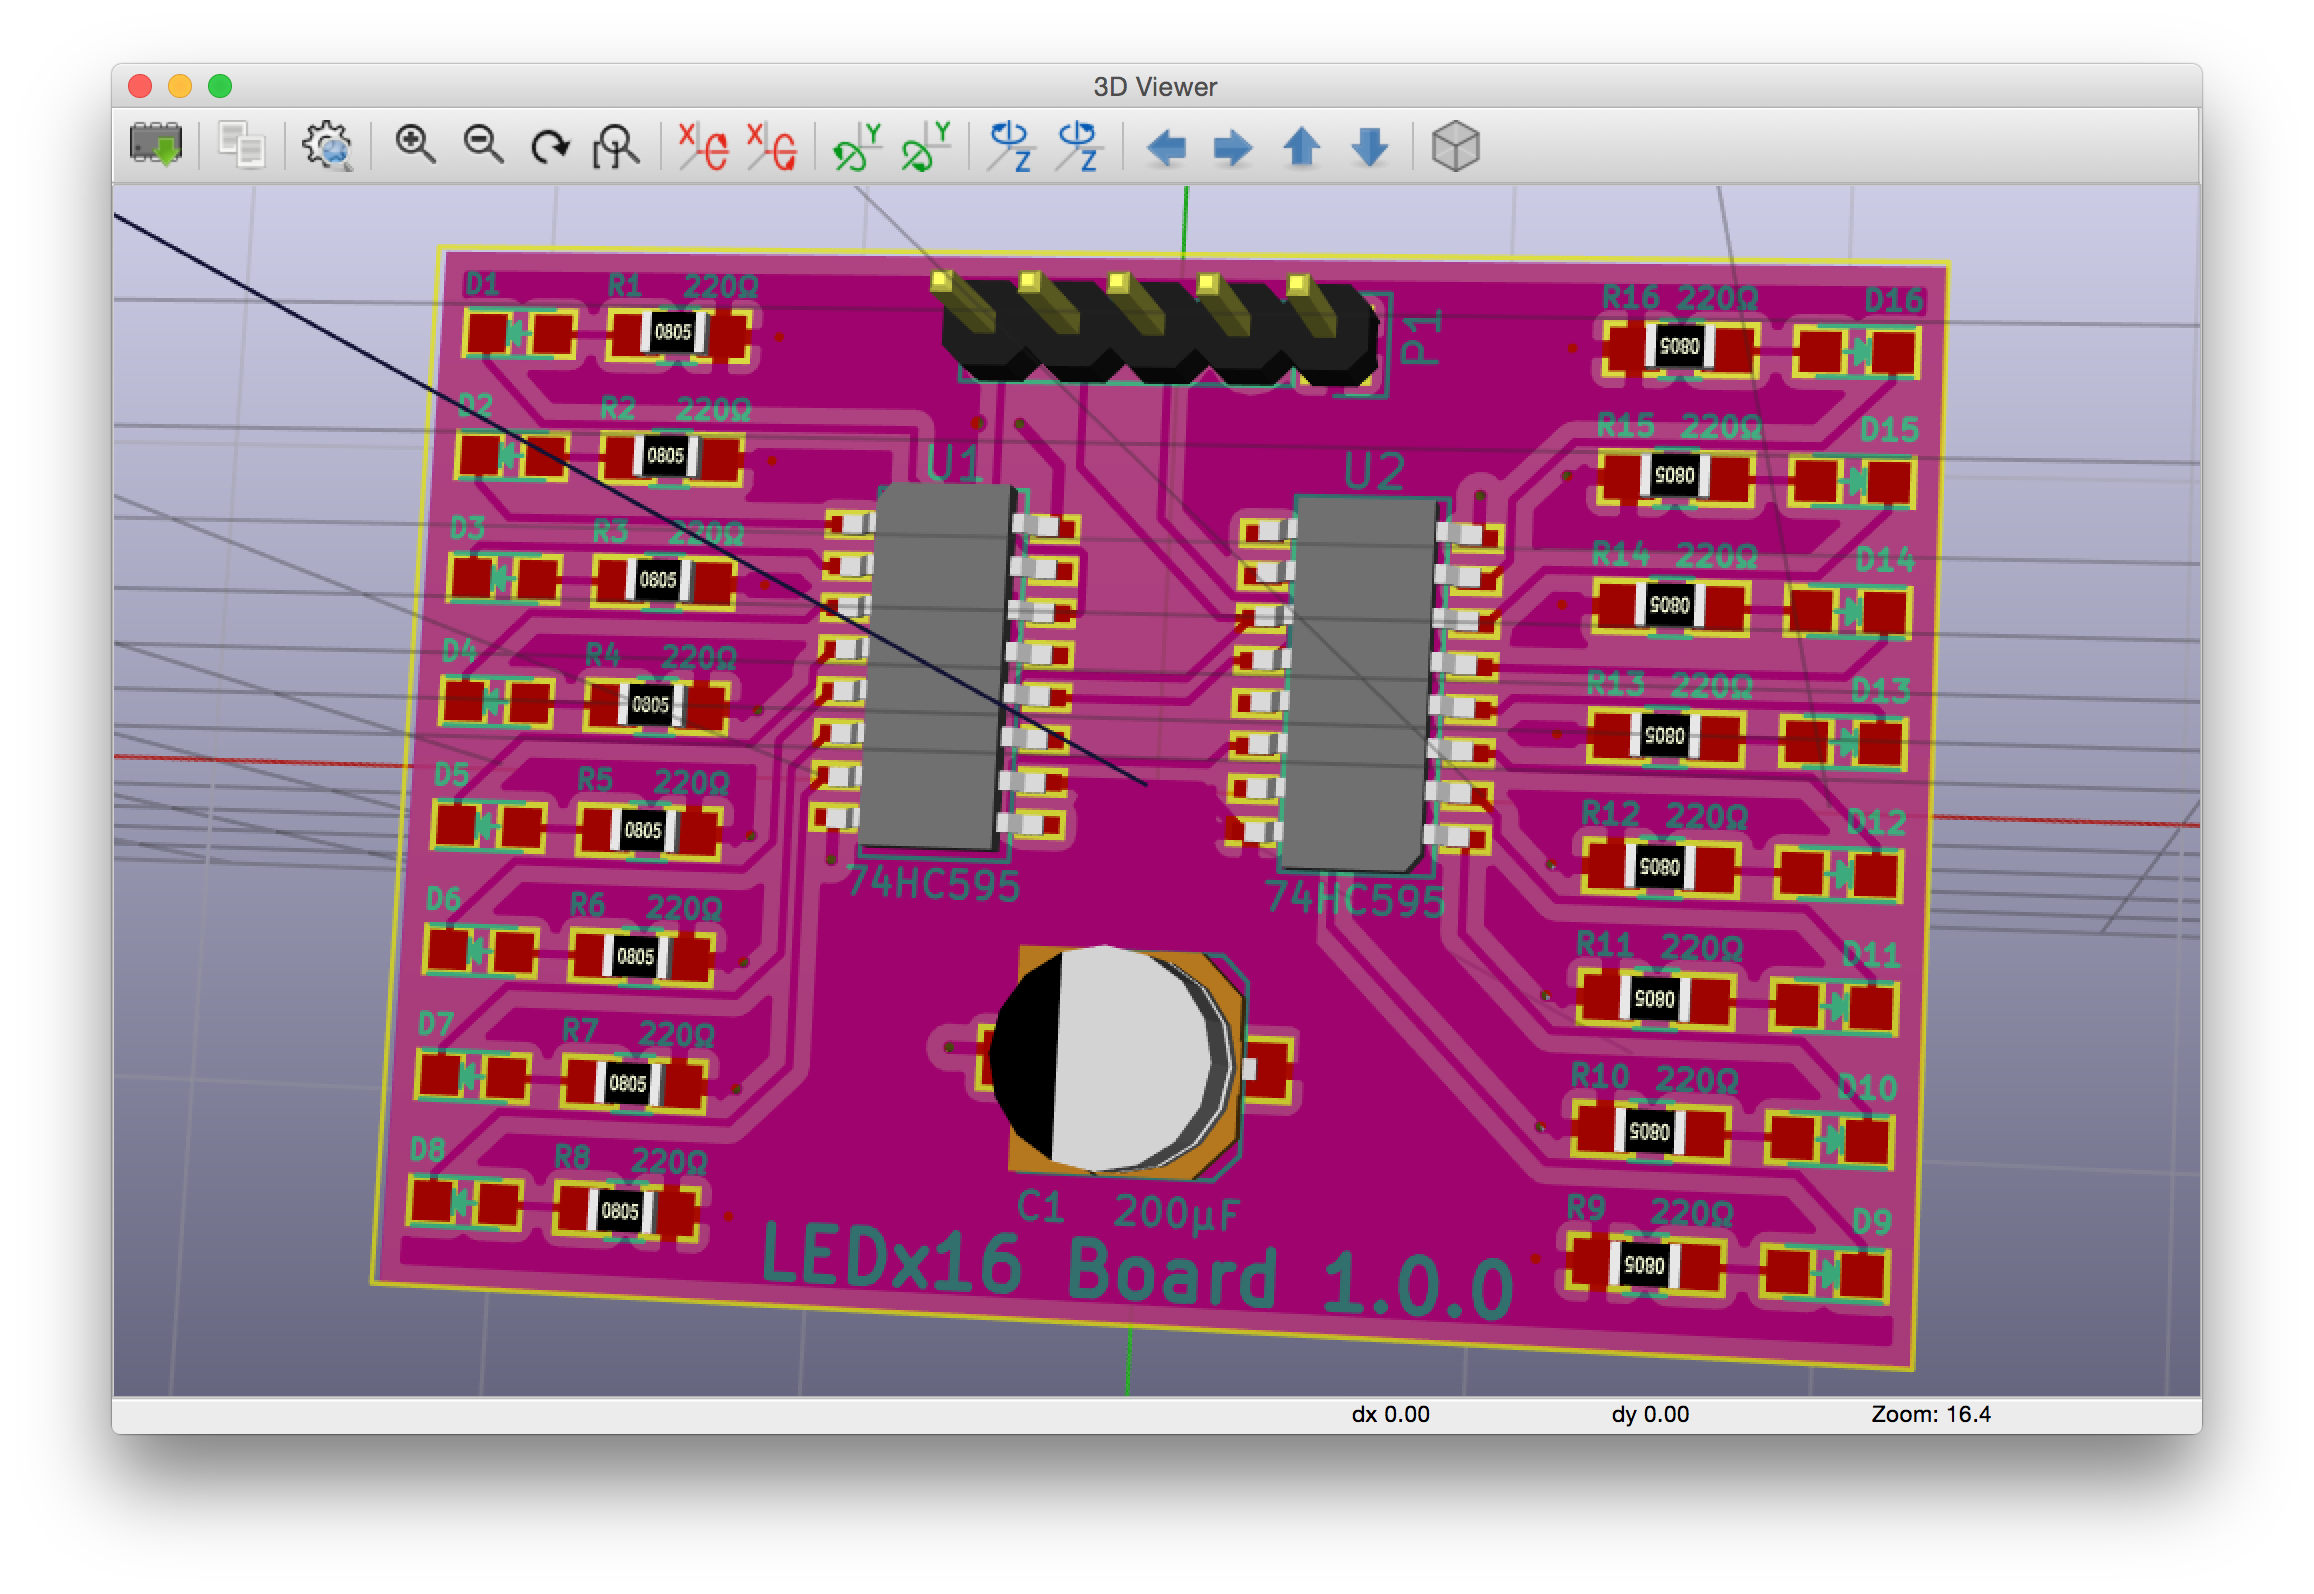 3D Viewer
X X Y Y Z Z
D1 R1 220Ω
0805
D2 R2 220Ω
0805
D3 R3 220Ω
0805
D4 R4 220Ω
0805
D5 R5 220Ω
0805
D6 R6 220Ω
0805
D7 R7 220Ω
0805
D8 R8 220Ω
0805
P1
U1
74HC595
U2
74HC595
C1 200µF
LEDx16 Board 1.0.0
R16 220Ω D16
0805
R15 220Ω D15
0805
R14 220Ω D14
0805
R13 220Ω D13
0805
R12 220Ω D12
0805
R11 220Ω D11
0805
R10 220Ω D10
0805
R9 220Ω D9
0805
dx 0.00 dy 0.00 Zoom: 16.4